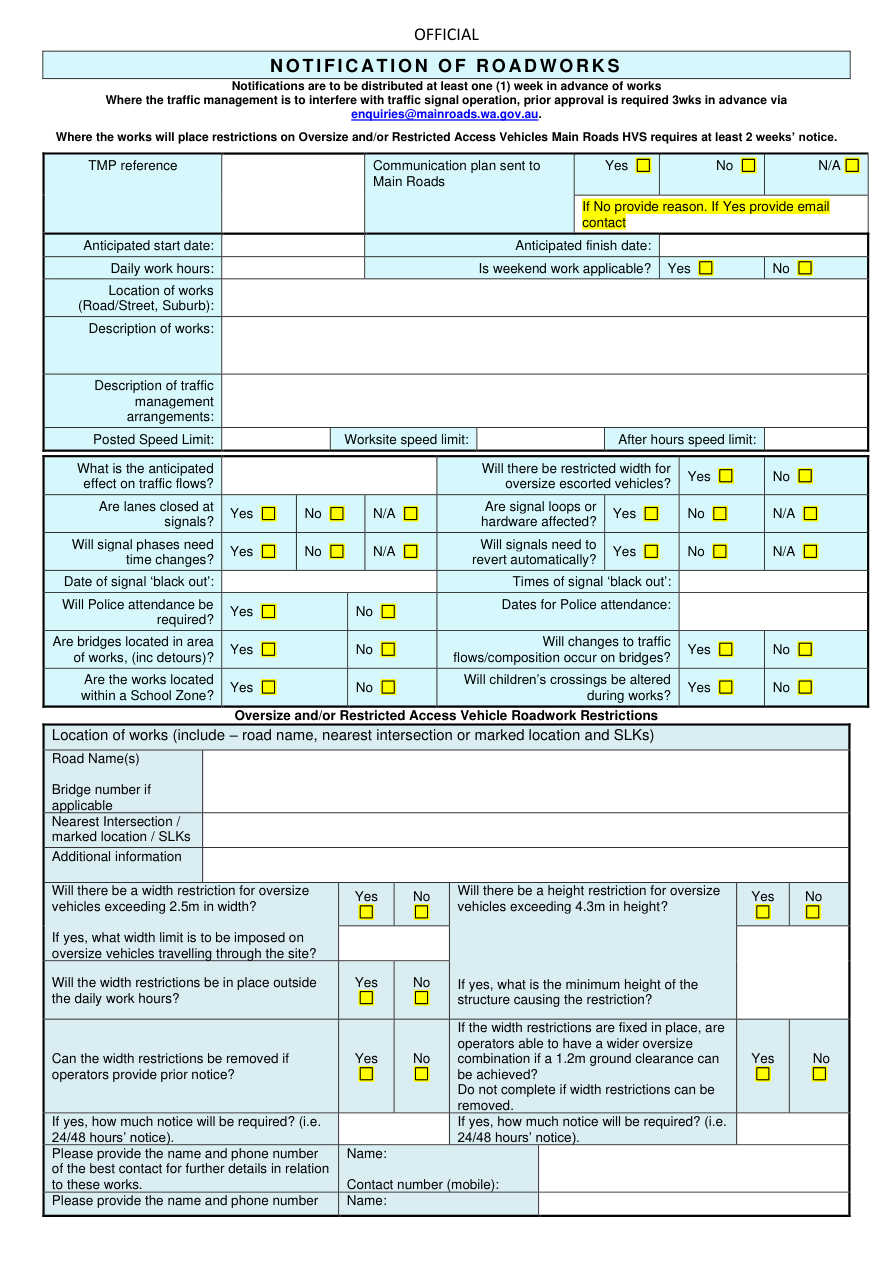 OFFICIAL
NOTIFICATION OF ROADWORKS
Notifications are to be distributed at least one (1) week in advance of works
Where the traffic management is to interfere with traffic signal operation, prior approval is required 3wks in advance via
enquiries@mainroads.wa.gov.au.
Where the works will place restrictions on Oversize and/or Restricted Access Vehicles Main Roads HVS requires at least 2 weeks' notice.
TMP reference
Communication plan sent to
Main Roads
Yes
No
N/A
If No provide reason. If Yes provide email
contact
Anticipated start date:
Anticipated finish date:
Daily work hours:
Is weekend work applicable?
Yes
No
Location of works
(Road/Street, Suburb):
Description of works:
Description of traffic
management
arrangements:
Posted Speed Limit:
Worksite speed limit:
After hours speed limit:
What is the anticipated
effect on traffic flows?
Will there be restricted width for
oversize escorted vehicles?
Yes
No
Are lanes closed at
signals?
Yes
No
N/A
Are signal loops or
hardware affected?
Yes
No
N/A
Will signal phases need
time changes?
Yes
No
N/A
Will signals need to
revert automatically?
Yes
No
N/A
Date of signal 'black out':
Times of signal 'black out':
Will Police attendance be
required?
Yes
No
Dates for Police attendance:
Are bridges located in area
of works, (inc detours)?
Yes
No
Will changes to traffic
flows/composition occur on bridges?
Yes
No
Are the works located
within a School Zone?
Yes
No
Will children's crossings be altered
during works?
Yes
No
Oversize and/or Restricted Access Vehicle Roadwork Restrictions
Location of works (include – road name, nearest intersection or marked location and SLKs)
Road Name(s)
Bridge number if
applicable
Nearest Intersection /
marked location / SLKs
Additional information
Will there be a width restriction for oversize
vehicles exceeding 2.5m in width?
Yes
No
Will there be a height restriction for oversize
vehicles exceeding 4.3m in height?
Yes
No
If yes, what width limit is to be imposed on
oversize vehicles travelling through the site?
Will the width restrictions be in place outside
the daily work hours?
Yes
No
If yes, what is the minimum height of the
structure causing the restriction?
Can the width restrictions be removed if
operators provide prior notice?
Yes
No
If the width restrictions are fixed in place, are
operators able to have a wider oversize
combination if a 1.2m ground clearance can
be achieved?
Do not complete if width restrictions can be
removed.
Yes
No
If yes, how much notice will be required? (i.e.
24/48 hours' notice).
If yes, how much notice will be required? (i.e.
24/48 hours' notice).
Please provide the name and phone number
of the best contact for further details in relation
to these works.
Name:
Contact number (mobile):
Please provide the name and phone number
Name: